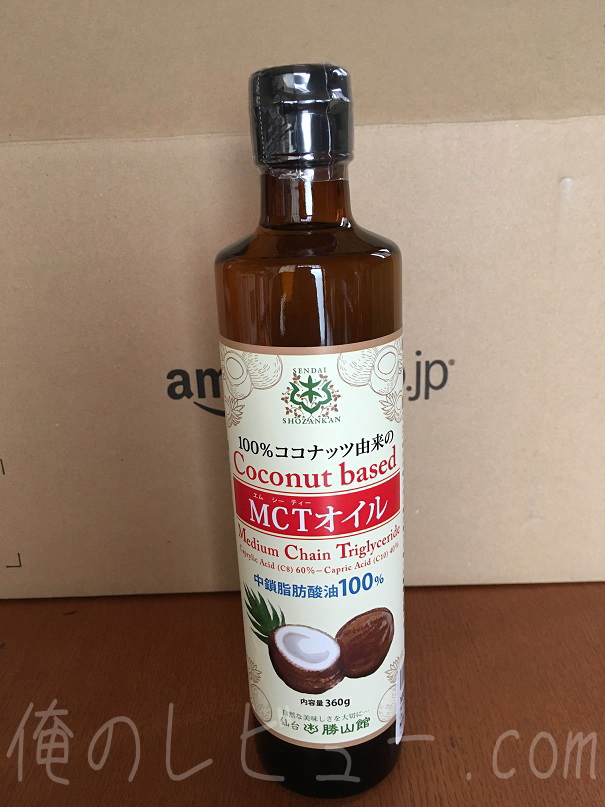 am
.jp
SENDAI
SHOZANKAN
100%ココナッツ由来の
Coconut based
エム シー ティー
MCTオイル
Medium Chain Triglyceride
Caprylic Acid (C8) 60%-Capric Acid (C10) 40%
中鎖脂肪酸油100%
内容量360g
自然な美味しさを大切に…
仙台 勝山館
俺のレビュー.com